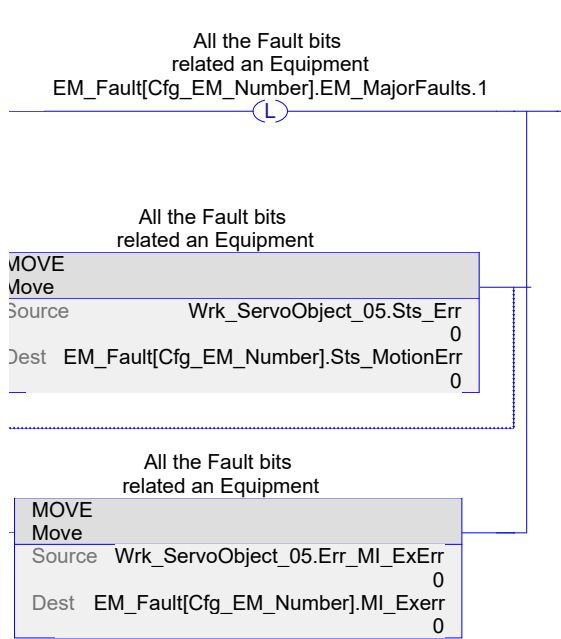 All the Fault bits
related an Equipment
EM_Fault[Cfg_EM_Number].EM_MajorFaults.1
L
All the Fault bits
related an Equipment
MOVE
Move
Source Wrk_ServoObject_05.Sts_Err
0
Dest EM_Fault[Cfg_EM_Number].Sts_MotionErr
0
All the Fault bits
related an Equipment
MOVE
Move
Source Wrk_ServoObject_05.Err_MI_ExErr
0
Dest EM_Fault[Cfg_EM_Number].MI_Exerr
0